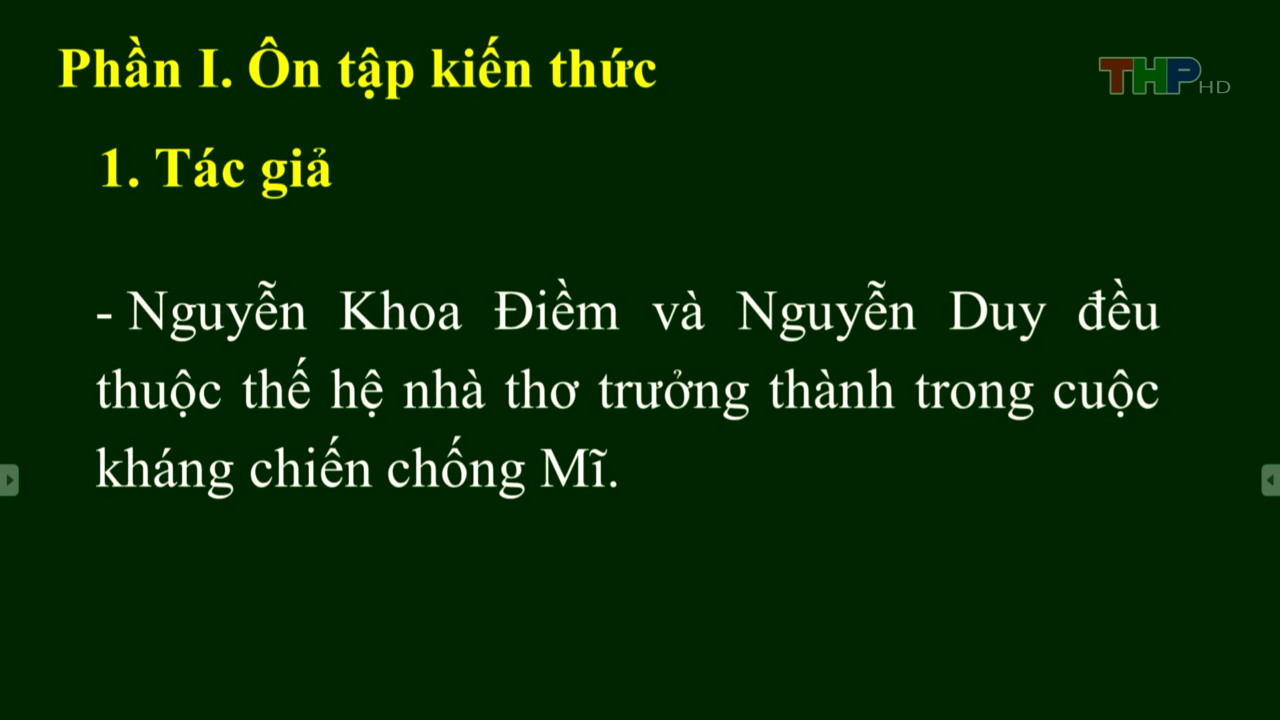 Phần I. Ôn tập kiến thức
THP HD
1. Tác giả
- Nguyễn Khoa Điềm và Nguyễn Duy đều
thuộc thế hệ nhà thơ trưởng thành trong cuộc
kháng chiến chống Mĩ.